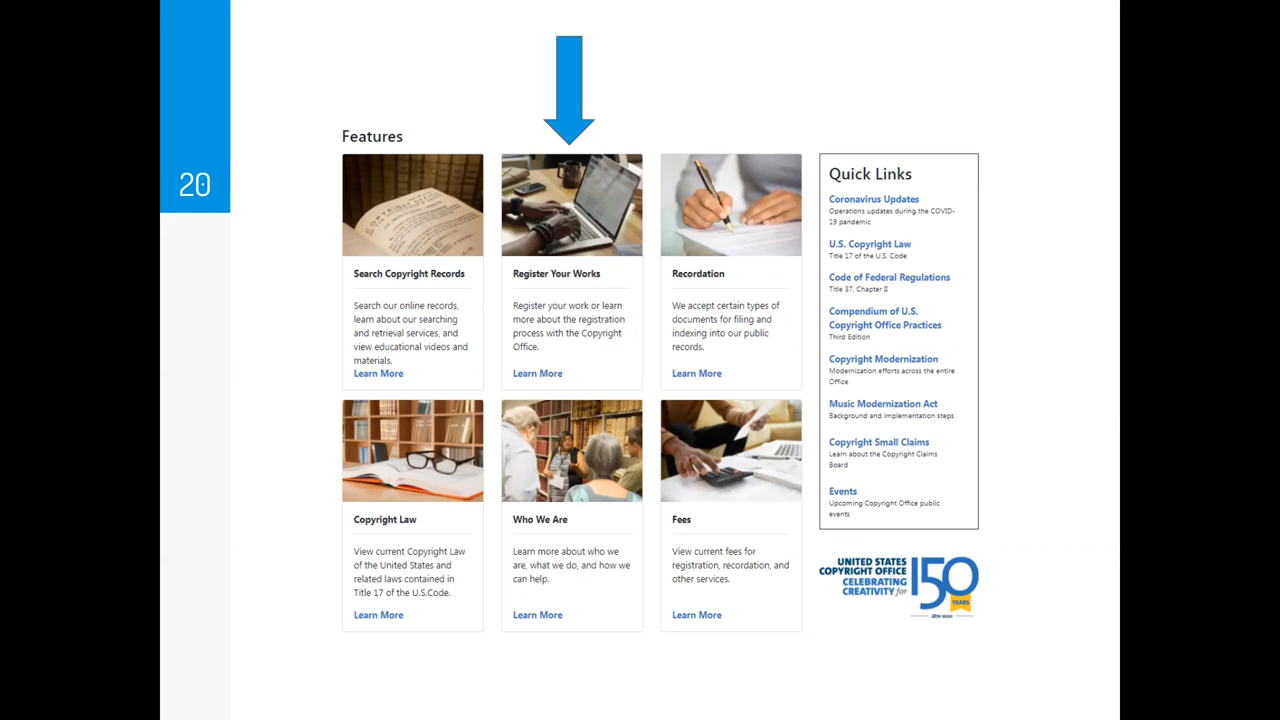 20
Features
Search Copyright Records
Search our online records,
learn about our searching
and retrieval services, and
view educational videos and
materials.
Learn More
Register Your Works
Register your work or learn
more about the registration
process with the Copyright
Office.
Learn More
Recordation
We accept certain types of
documents for filing and
indexing into our public
records.
Learn More
Copyright Law
View current Copyright Law
of the United States and
related laws contained in
Title 17 of the U.S.Code.
Learn More
Who We Are
Learn more about who we
are, what we do, and how we
can help.
Learn More
Fees
View current fees for
registration, recordation, and
other services.
Learn More
Quick Links
Coronavirus Updates
Operations updates during the COVID-
19 pandemic
U.S. Copyright Law
Title 17 of the U.S. Code
Code of Federal Regulations
Title 37, Chapter II
Compendium of U.S.
Copyright Office Practices
Third Edition
Copyright Modernization
Modernization efforts across the entire
Office
Music Modernization Act
Background and implementation steps
Copyright Small Claims
Learn about the Copyright Claims
Board
Events
Upcoming Copyright Office public
events
UNITED STATES
COPYRIGHT OFFICE
CELEBRATING
CREATIVITY for
150
YEARS
1870-2020